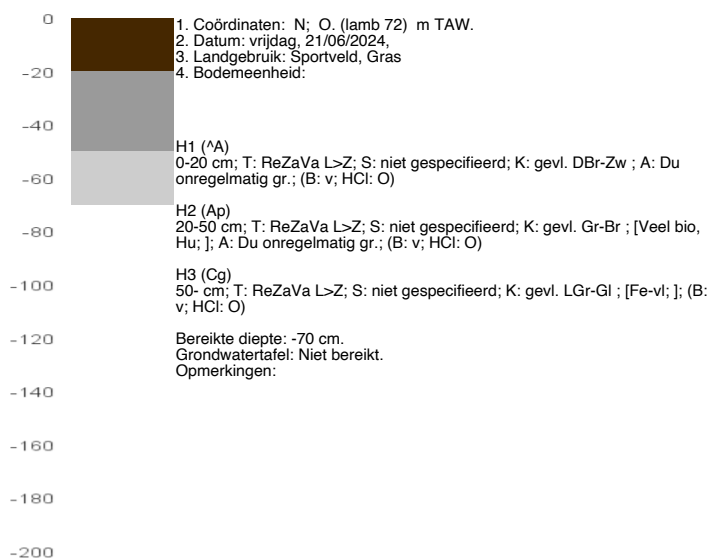 0
-20
-40
-60
-80
-100
-120
-140
-160
-180
-200
1. Coördinaten:  N;  O. (lamb 72)  m TAW.
2. Datum: vrijdag, 21/06/2024,
3. Landgebruik: Sportveld, Gras
4. Bodemeenheid:
H1 (^A)
0-20 cm; T: ReZaVa L>Z; S: niet gespecifieerd; K: gevl. DBr-Zw ; A: Du
onregelmatig gr.; (B: v; HCl: O)
H2 (Ap)
20-50 cm; T: ReZaVa L>Z; S: niet gespecifieerd; K: gevl. Gr-Br ; [Veel bio,
Hu; ]; A: Du onregelmatig gr.; (B: v; HCl: O)
H3 (Cg)
50- cm; T: ReZaVa L>Z; S: niet gespecifieerd; K: gevl. LGr-Gl ; [Fe-vl; ]; (B:
v; HCl: O)
Bereikte diepte: -70 cm.
Grondwatertafel: Niet bereikt.
Opmerkingen: